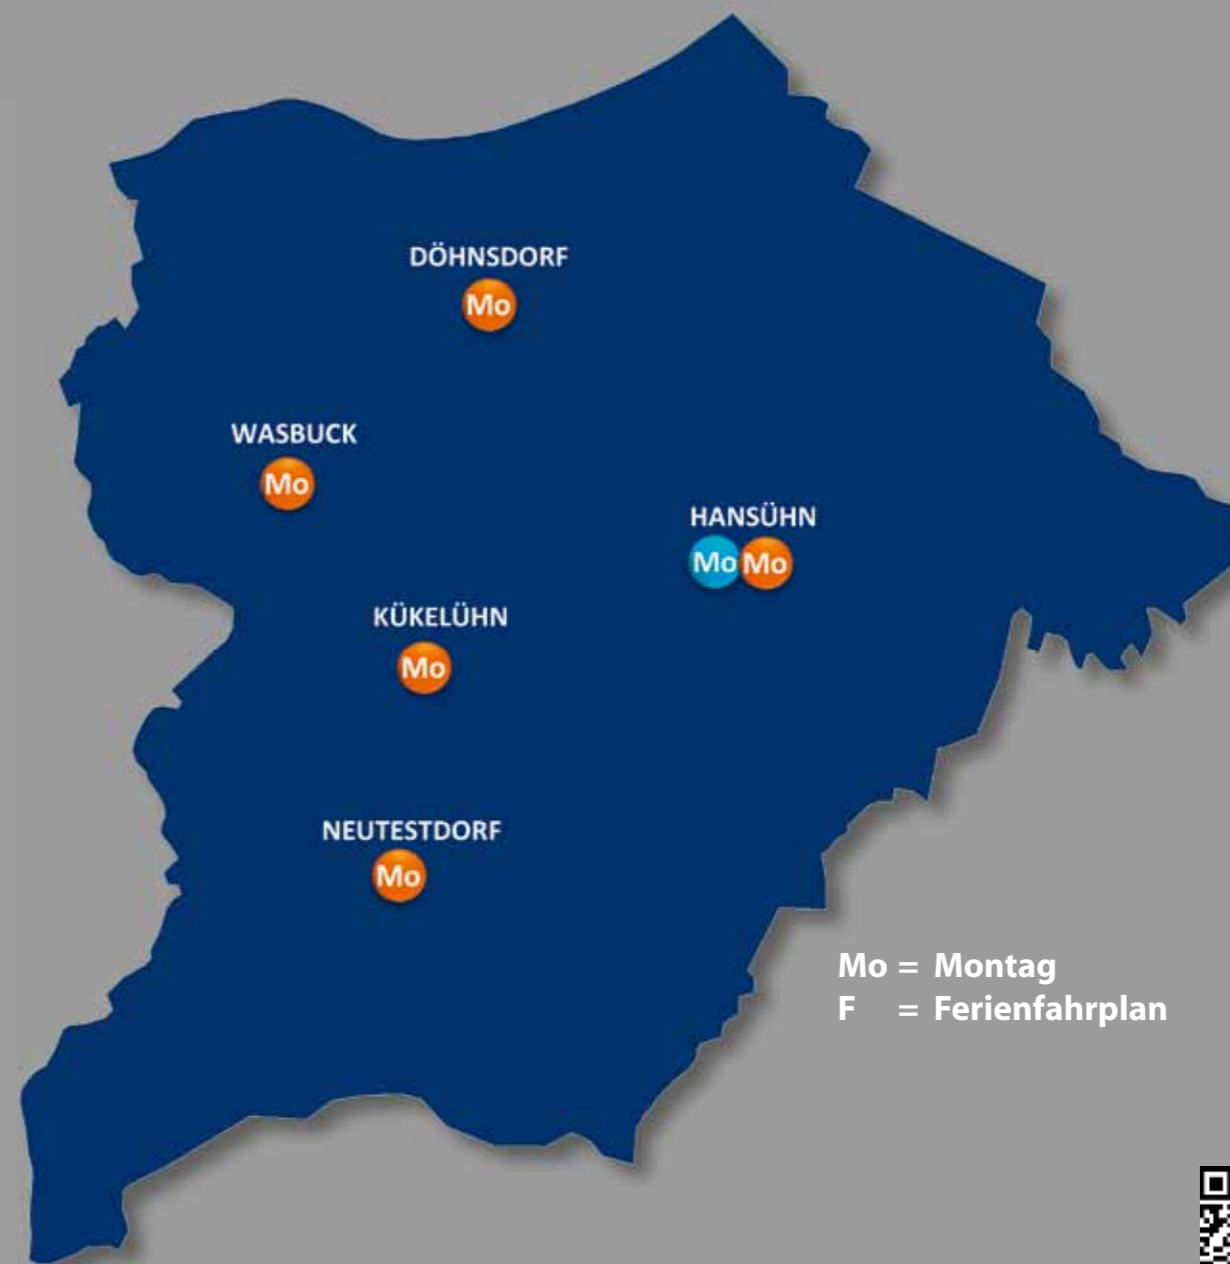 DÖHNSDORF
Mo
WASBUCK
Mo
HANSÜHN
Mo Mo
KÜKELÜHN
Mo
NEUTESTDORF
Mo
Mo = Montag
F = Ferienfahrplan